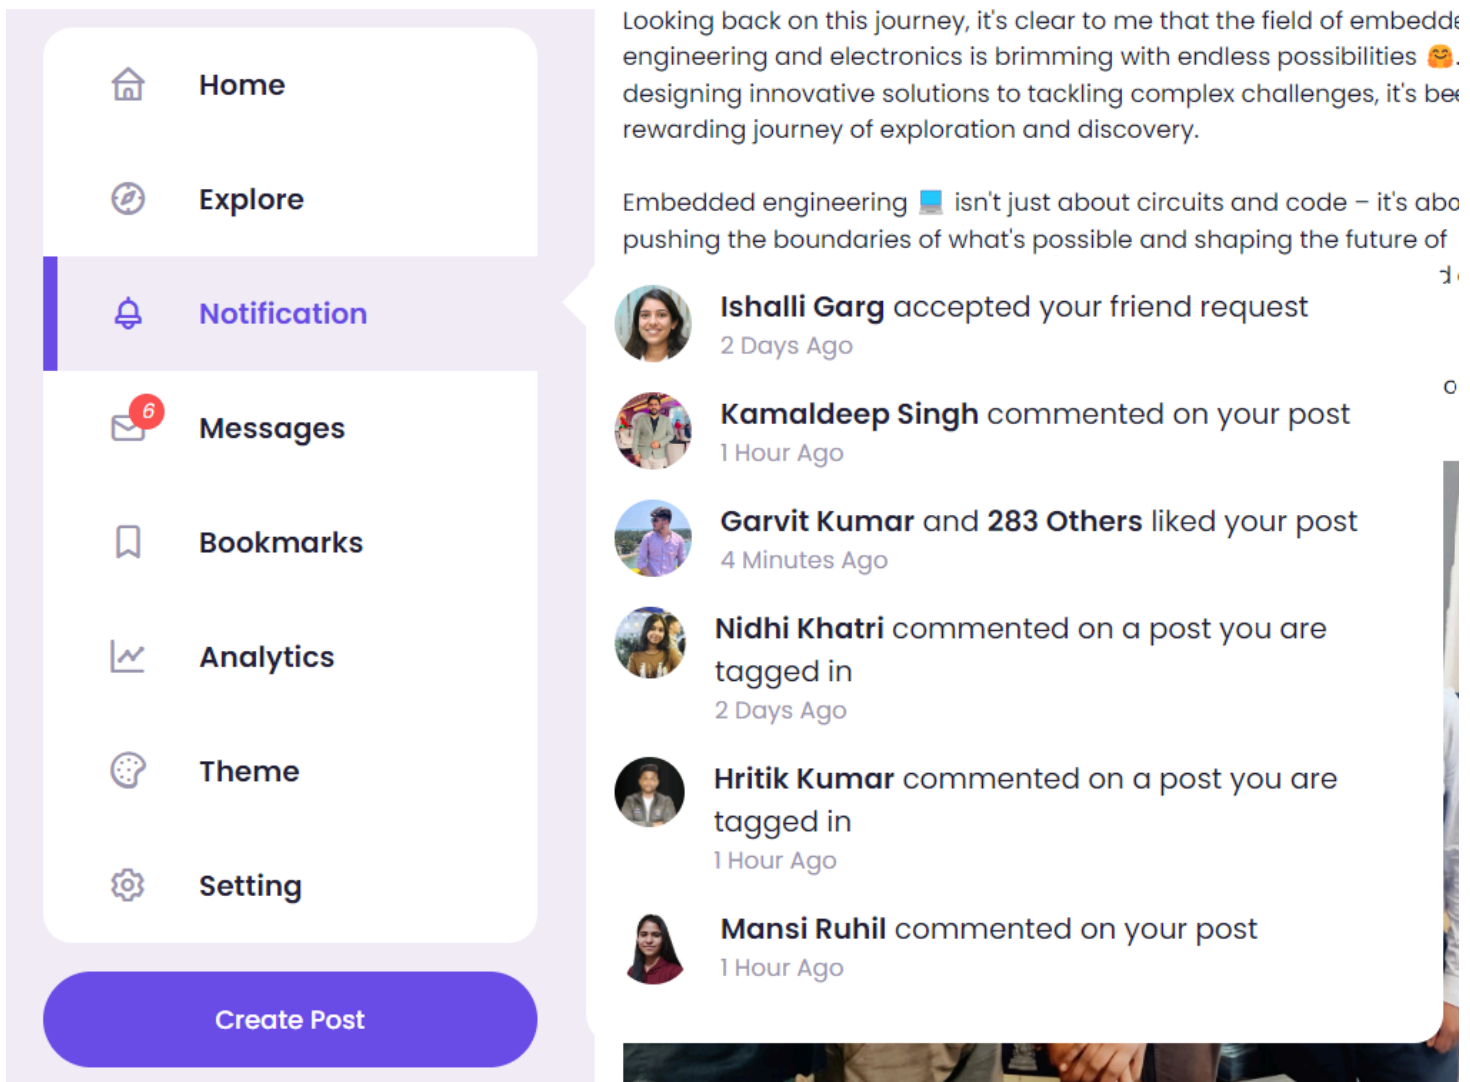 Home
Explore
Notification
6
Messages
Bookmarks
Analytics
Theme
Setting
Create Post
Looking back on this journey, it's clear to me that the field of
engineering and electronics is brimming with endless possibilities 🤗.
designing innovative solutions to tackling complex challenges, it's
rewarding journey of exploration and discovery.
Embedded engineering 💻 isn't just about circuits and code – it's
pushing the boundaries of what's possible and shaping the future of
Ishalli Garg accepted your friend request
2 Days Ago
Kamaldeep Singh commented on your post
1 Hour Ago
Garvit Kumar and 283 Others liked your post
4 Minutes Ago
Nidhi Khatri commented on a post you are
tagged in
2 Days Ago
Hritik Kumar commented on a post you are
tagged in
1 Hour Ago
Mansi Ruhil commented on your post
1 Hour Ago